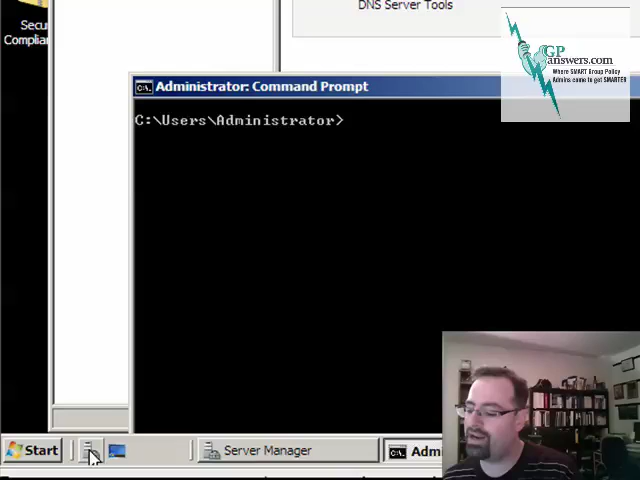 DNS Server Tools
Secu
Complian
GP
answers.com
Where SMART Group Policy
Admins come to get SMARTER
Administrator: Command Prompt
C:\Users\Administrator>
Start
Server Manager
Admi